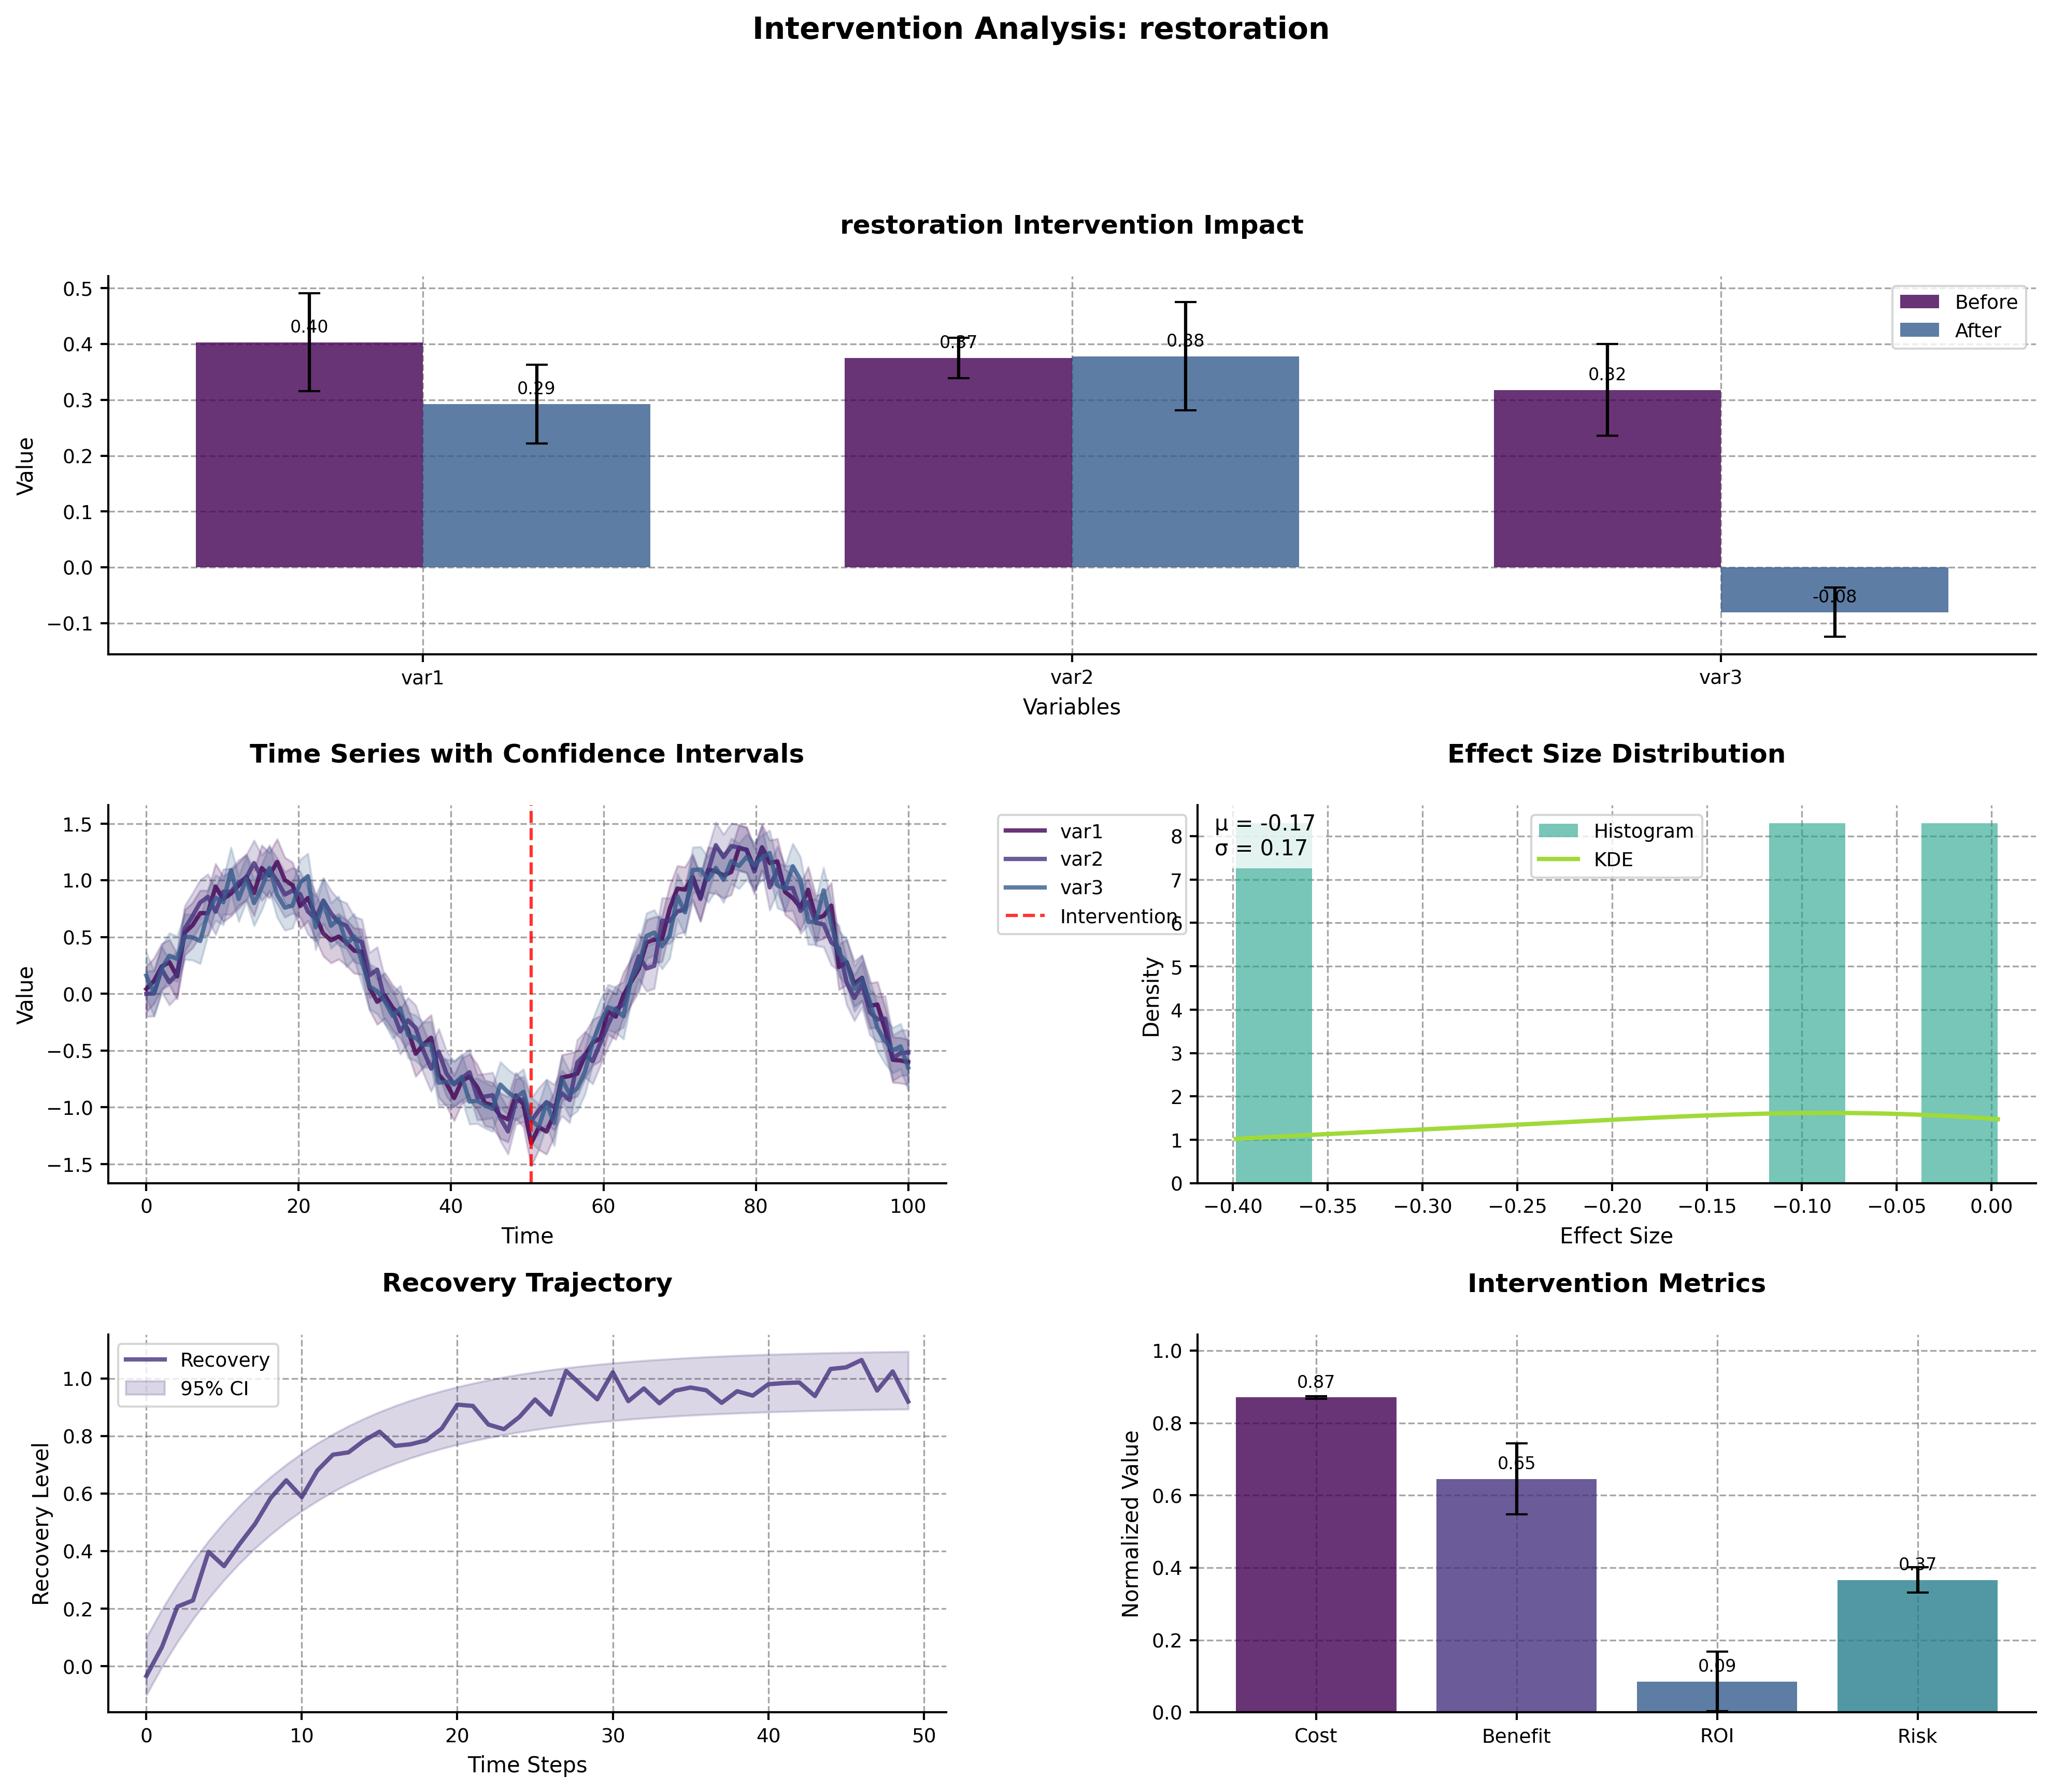 Intervention Analysis: restoration
restoration Intervention Impact
Value
0.5
0.4
0.3
0.2
0.1
0.0
−0.1
0.40
0.29
0.37
0.38
0.32
-0.08
Before
After
var1
var2
var3
Variables
Time Series with Confidence Intervals
Value
1.5
1.0
0.5
0.0
−0.5
−1.0
−1.5
0
20
40
60
80
100
Time
var1
var2
var3
Intervention
Effect Size Distribution
Density
8
7
6
5
4
3
2
1
0
μ = -0.17
σ = 0.17
Histogram
KDE
−0.40
−0.35
−0.30
−0.25
−0.20
−0.15
−0.10
−0.05
0.00
Effect Size
Recovery Trajectory
Recovery Level
1.0
0.8
0.6
0.4
0.2
0.0
Recovery
95% CI
0
10
20
30
40
50
Time Steps
Intervention Metrics
Normalized Value
1.0
0.8
0.6
0.4
0.2
0.0
0.87
0.65
0.09
0.37
Cost
Benefit
ROI
Risk